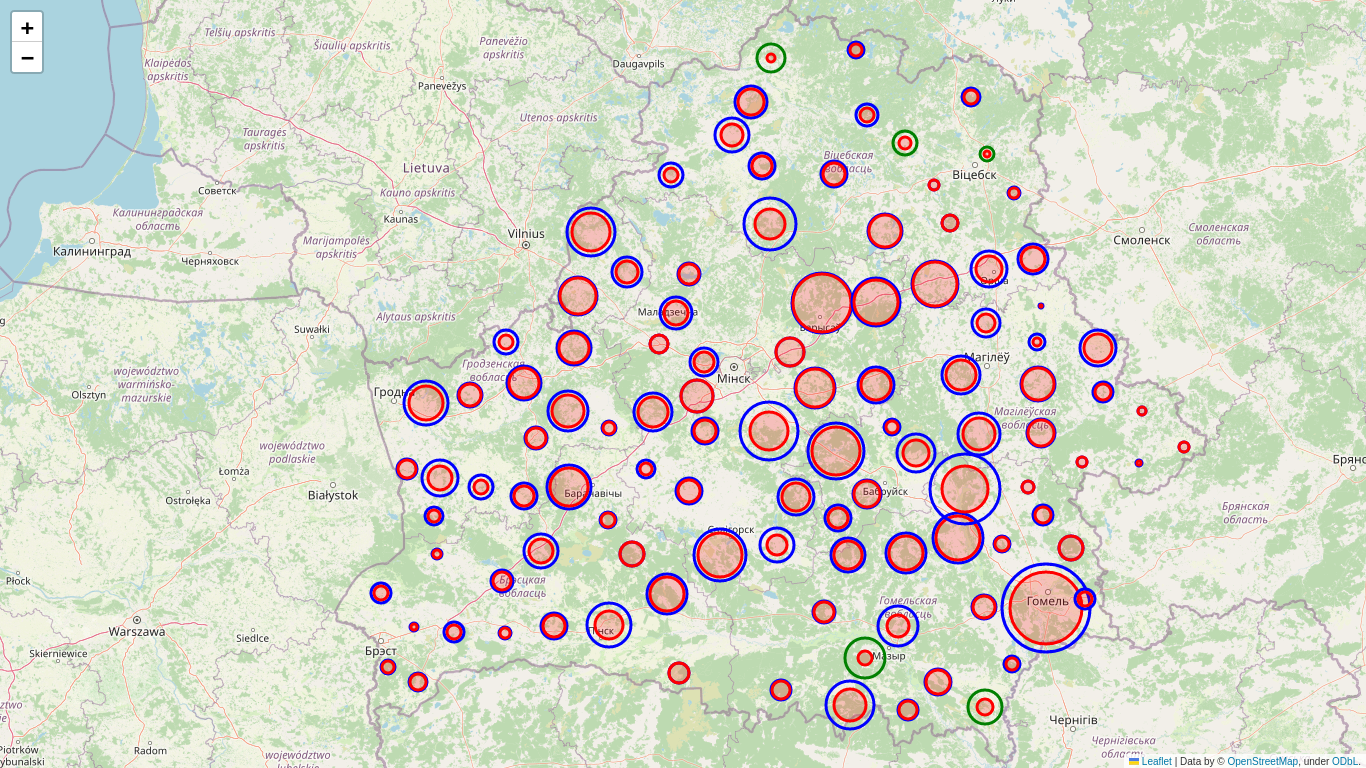 +
−
Луки
Telšių apskritis
Šiaulių apskritis
Panevėžio
apskritis
Daugavpils
Klaipėdos
apskritis
Panevėžys
Utenos apskritis
Tauragės
apskritis
Віцебская
вобласць
Lietuva
Віцебск
Советск
Kauno apskritis
Калининградская
область
Kaunas
Vilnius
Marijampolės
apskritis
Смоленск
Смоленская
область
Калининград
Черняховск
Орша
Alytaus apskritis
Маладзечна
Барысаў
Suwałki
Гродзенская
вобласць
Магілёў
Мінск
województwo
warmińsko-
mazurskie
Olsztyn
Гродна
Магілёўская
вобласць
województwo
podlaskie
Łomża
Białystok
Баранавічы
Бабруйск
Ostrołęka
Брянская
область
Салігорск
Płock
Брэсцкая
вобласць
Гомельская
вобласць
Гомель
Warszawa
Siedlce
Пінск
Skierniewice
Брэст
Мазыр
Чернігів
Piotrków
Radom
województwo
Чернігівська
область
Leaflet | Data by © OpenStreetMap, under ODbL.